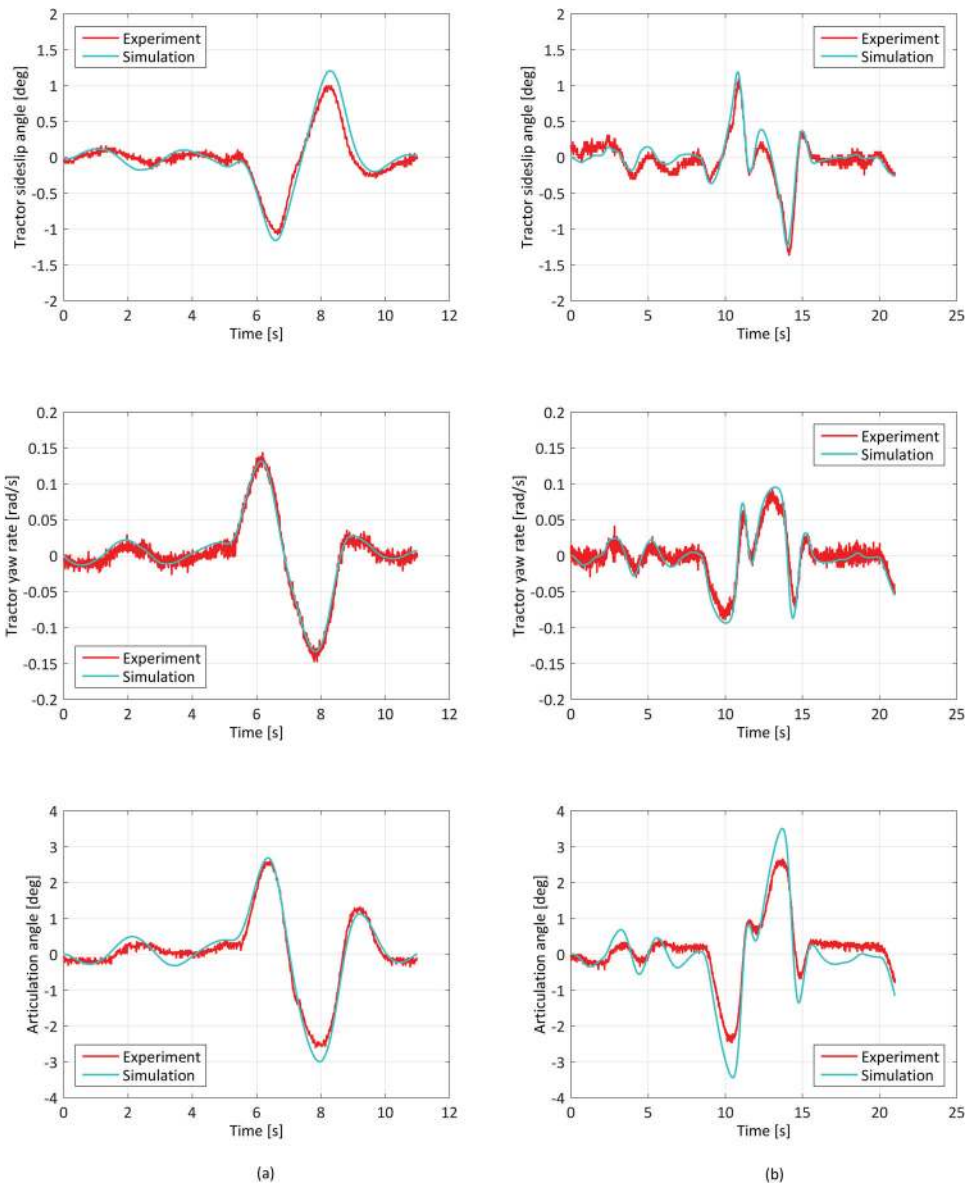 2
1.5
1
0.5
0
-0.5
-1
-1.5
-2
Tractor sideslip angle [deg]
Experiment
Simulation
0 2 4 6 8 10 12
Time [s]
2
1.5
1
0.5
0
-0.5
-1
-1.5
-2
Tractor sideslip angle [deg]
Experiment
Simulation
0 5 10 15 20 25
Time [s]
0.2
0.15
0.1
0.05
0
-0.05
-0.1
-0.15
-0.2
Tractor yaw rate [rad/s]
Experiment
Simulation
0 2 4 6 8 10 12
Time [s]
0.2
0.15
0.1
0.05
0
-0.05
-0.1
-0.15
-0.2
Tractor yaw rate [rad/s]
Experiment
Simulation
0 5 10 15 20 25
Time [s]
4
3
2
1
0
-1
-2
-3
-4
Articulation angle [deg]
Experiment
Simulation
0 2 4 6 8 10 12
Time [s]
4
3
2
1
0
-1
-2
-3
-4
Articulation angle [deg]
Experiment
Simulation
0 5 10 15 20 25
Time [s]
(a)
(b)